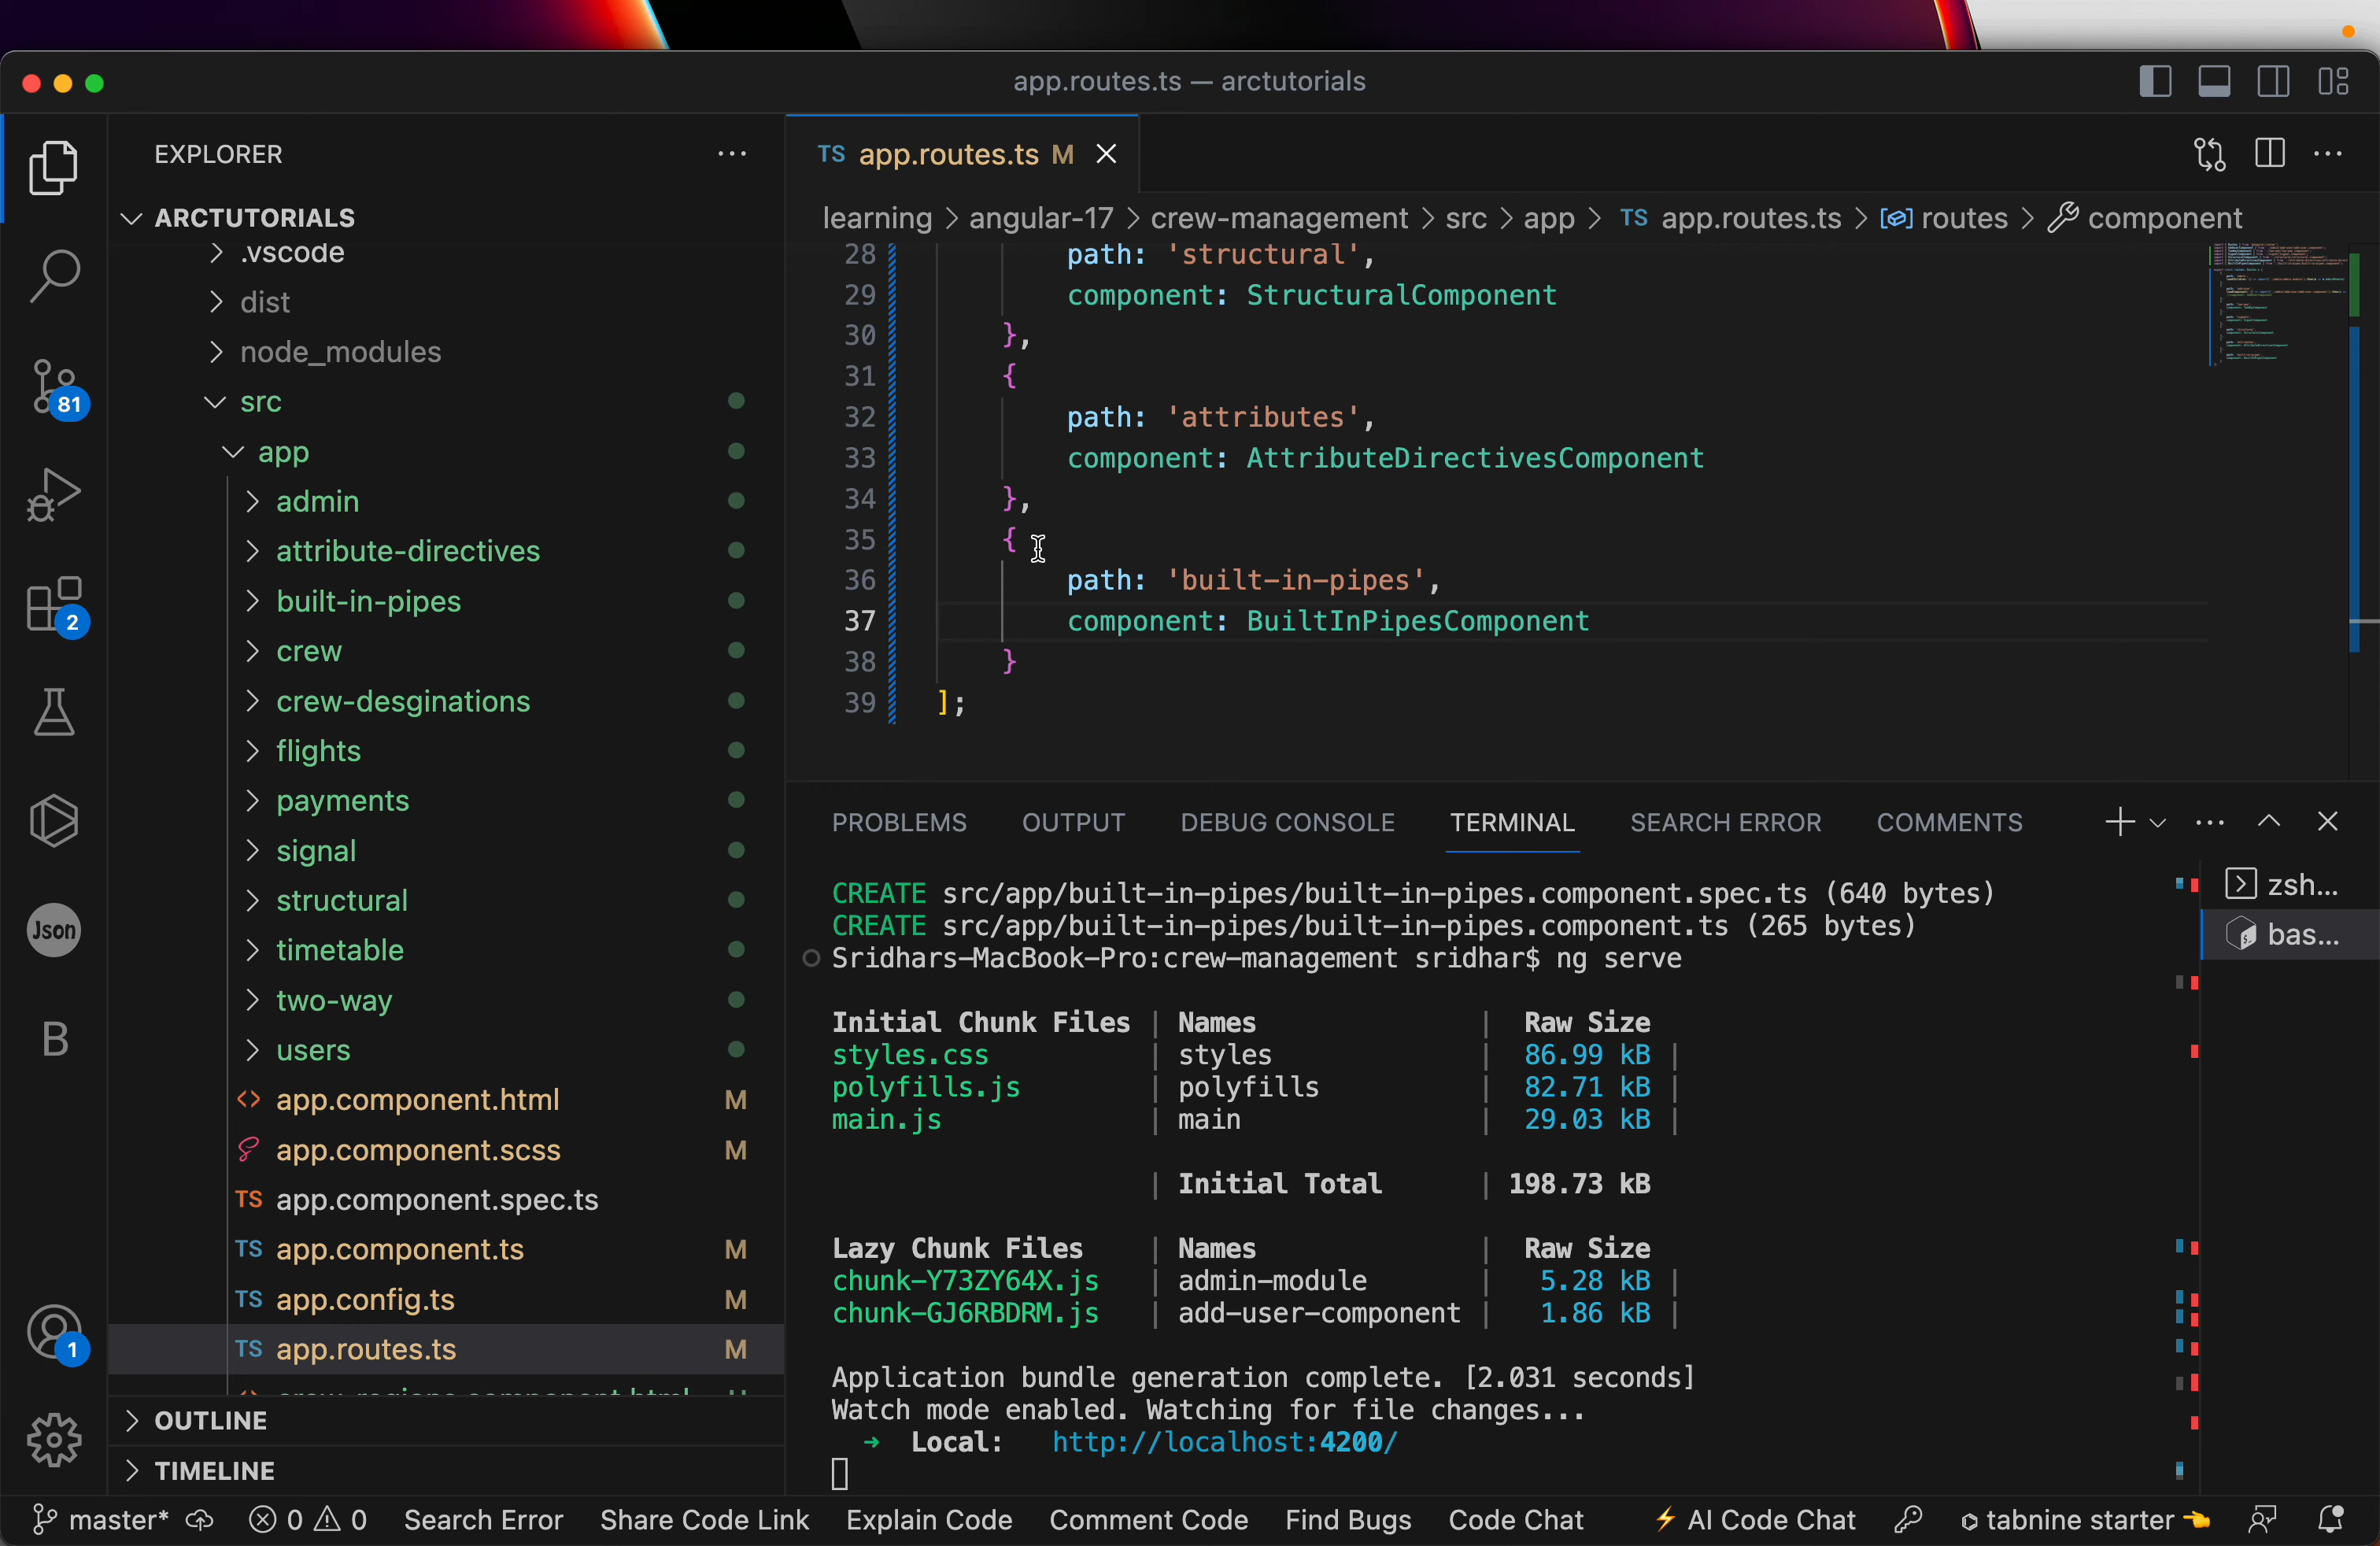 app.routes.ts — arctutorials
EXPLORER
ARCTUTORIALS
.vscode
dist
node_modules
src
app
admin
attribute-directives
built-in-pipes
crew
crew-desginations
flights
payments
signal
structural
timetable
two-way
users
app.component.html M
app.component.scss M
TS app.component.spec.ts
TS app.component.ts M
TS app.config.ts M
TS app.routes.ts M
OUTLINE
TIMELINE
81
2
Json
B
1
TS app.routes.ts M
learning > angular-17 > crew-management > src > app > TS app.routes.ts > routes > component
28 path: 'structural',
29 component: StructuralComponent
30 },
31 {
32 path: 'attributes',
33 component: AttributeDirectivesComponent
34 },
35 {
36 path: 'built-in-pipes',
37 component: BuiltInPipesComponent
38 }
39 ];
PROBLEMS OUTPUT DEBUG CONSOLE TERMINAL SEARCH ERROR COMMENTS
CREATE src/app/built-in-pipes/built-in-pipes.component.spec.ts (640 bytes)
CREATE src/app/built-in-pipes/built-in-pipes.component.ts (265 bytes)
Sridhars-MacBook-Pro:crew-management sridhar$ ng serve
Initial Chunk Files | Names | Raw Size
styles.css | styles | 86.99 kB |
polyfills.js | polyfills | 82.71 kB |
main.js | main | 29.03 kB |
| Initial Total | 198.73 kB
Lazy Chunk Files | Names | Raw Size
chunk-Y73ZY64X.js | admin-module | 5.28 kB |
chunk-GJ6RBDRM.js | add-user-component | 1.86 kB |
Application bundle generation complete. [2.031 seconds]
Watch mode enabled. Watching for file changes...
➜ Local: http://localhost:4200/
zsh...
bas...
master* 0 0 Search Error Share Code Link Explain Code Comment Code Find Bugs Code Chat ⚡ AI Code Chat tabnine starter 👈